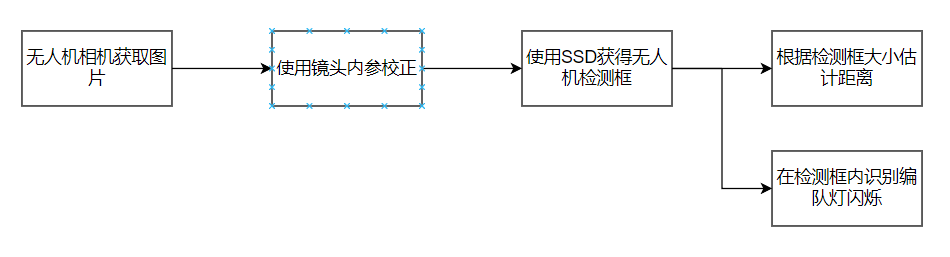 无人机相机获取图
片
使用镜头内参校正
使用SSD获得无人
机检测框
根据检测框大小估
计距离
在检测框内识别编
队灯闪烁